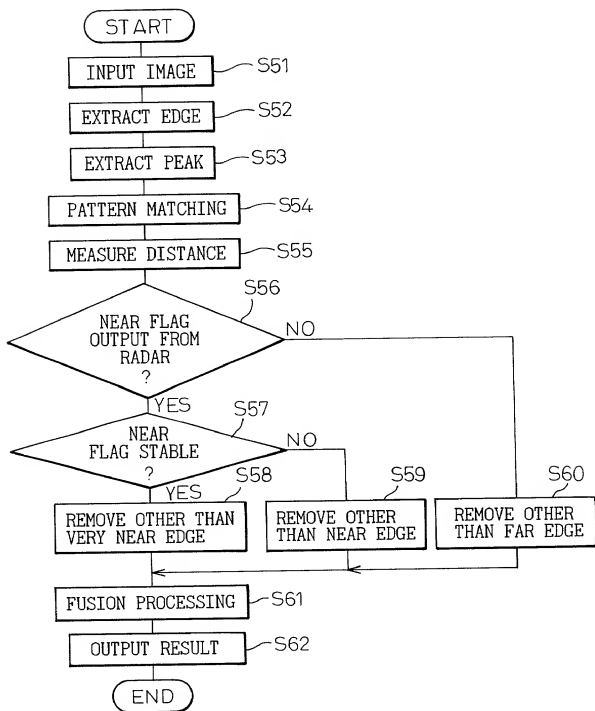 START
INPUT IMAGE
S51
EXTRACT EDGE
S52
EXTRACT PEAK
S53
PATTERN MATCHING
S54
MEASURE DISTANCE
S55
S56
NEAR FLAG
OUTPUT FROM
RADAR
?
NO
YES
S57
NEAR
FLAG STABLE
?
NO
YES
S58
REMOVE OTHER THAN
VERY NEAR EDGE
S59
REMOVE OTHER
THAN NEAR EDGE
S60
REMOVE OTHER
THAN FAR EDGE
FUSION PROCESSING
S61
OUTPUT RESULT
S62
END